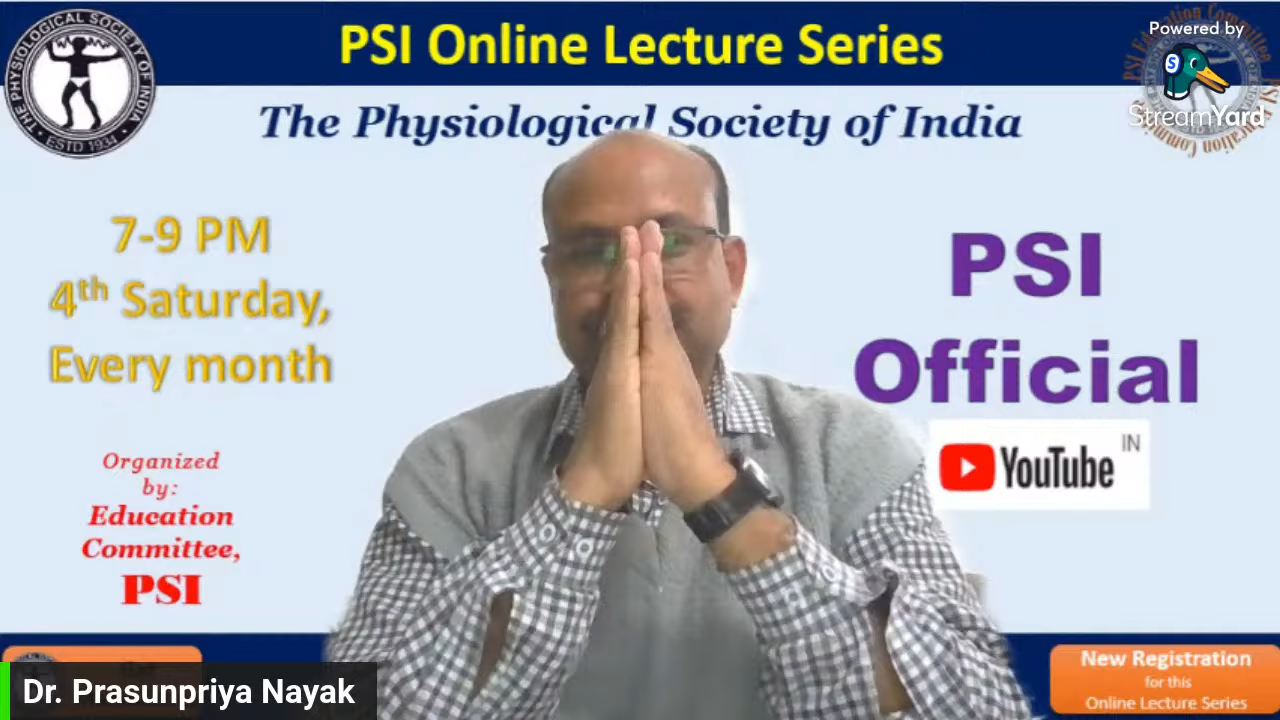 PSI Online Lecture Series
Powered by
StreamYard
THE PHYSIOLOGICAL SOCIETY OF INDIA
ESTD 1934
The Physiological Society of India
7-9 PM
4th Saturday,
Every month
PSI
Official
YouTube IN
Organized
by:
Education
Committee,
PSI
New Registration
for this
Online Lecture Series
Dr. Prasunpriya Nayak